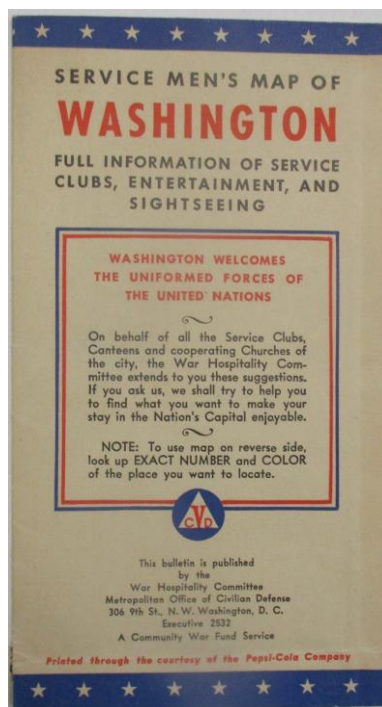 SERVICE MEN'S MAP OF
WASHINGTON
FULL INFORMATION OF SERVICE
CLUBS, ENTERTAINMENT, AND
SIGHTSEEING
WASHINGTON WELCOMES
THE UNIFORMED FORCES OF
THE UNITED NATIONS
On behalf of all the Service Clubs,
Canteens and cooperating Churches of
the city, the War Hospitality Com-
mittee extends to you these suggestions.
If you ask us, we shall try to help you
to find what you want to make your
stay in the Nation's Capital enjoyable.
NOTE: To use map on reverse side,
look up EXACT NUMBER and COLOR
of the place you want to locate.
CVD
This bulletin is published
by the
War Hospitality Committee
Metropolitan Office of Civilian Defense
306 9th St., N. W. Washington, D. C.
Executive 2532
A Community War Fund Service
Printed through the courtesy of the Pepsi-Cola Company